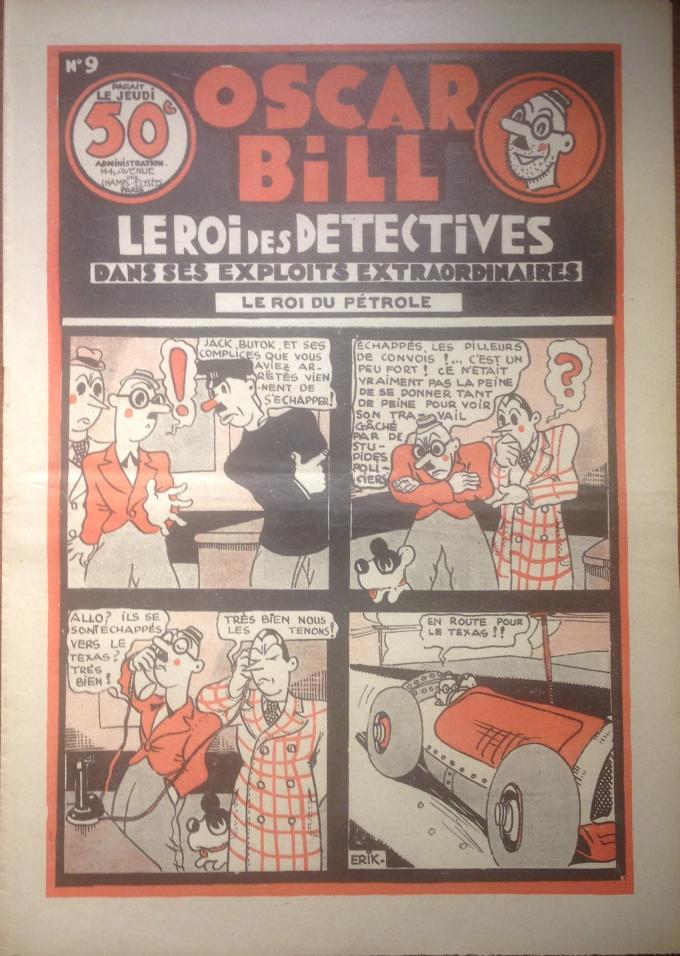 N° 9
PARAIT
LE JEUDI
50c
ADMINISTRATION.
144, AVENUE
DES
CHAMPS-ÉLYSÉES
PARIS
OSCAR
BiLL
LE ROi DES DETECTiVES
DANS SES EXPLOITS EXTRAORDINAIRES
LE ROI DU PÉTROLE
!
JACK, BUTOK, ET SES
COMPLICES QUE VOUS
AVIEZ AR-
RÊTÉS VIEN
-NENT DE
S'ECHAPPER!
ÉCHAPPÉS, LES PILLEURS
DE CONVOIS !... C'EST UN
PEU FORT ! CE N'ÉTAIT
VRAIMENT PAS LA PEINE
DE SE DONNER TANT
DE PEINE POUR VOIR
SON TRAVAIL
GÂCHÉ
PAR DE
STU-
PIDES
POLI-
CIERS
?
ALLO? ILS SE
SONT ÉCHAPPÉS
VERS LE
TEXAS?
TRÉS
BIEN!
TRÈS BIEN NOUS
LES TENONS!
EN ROUTE POUR
LE TEXAS !!
ERIK-